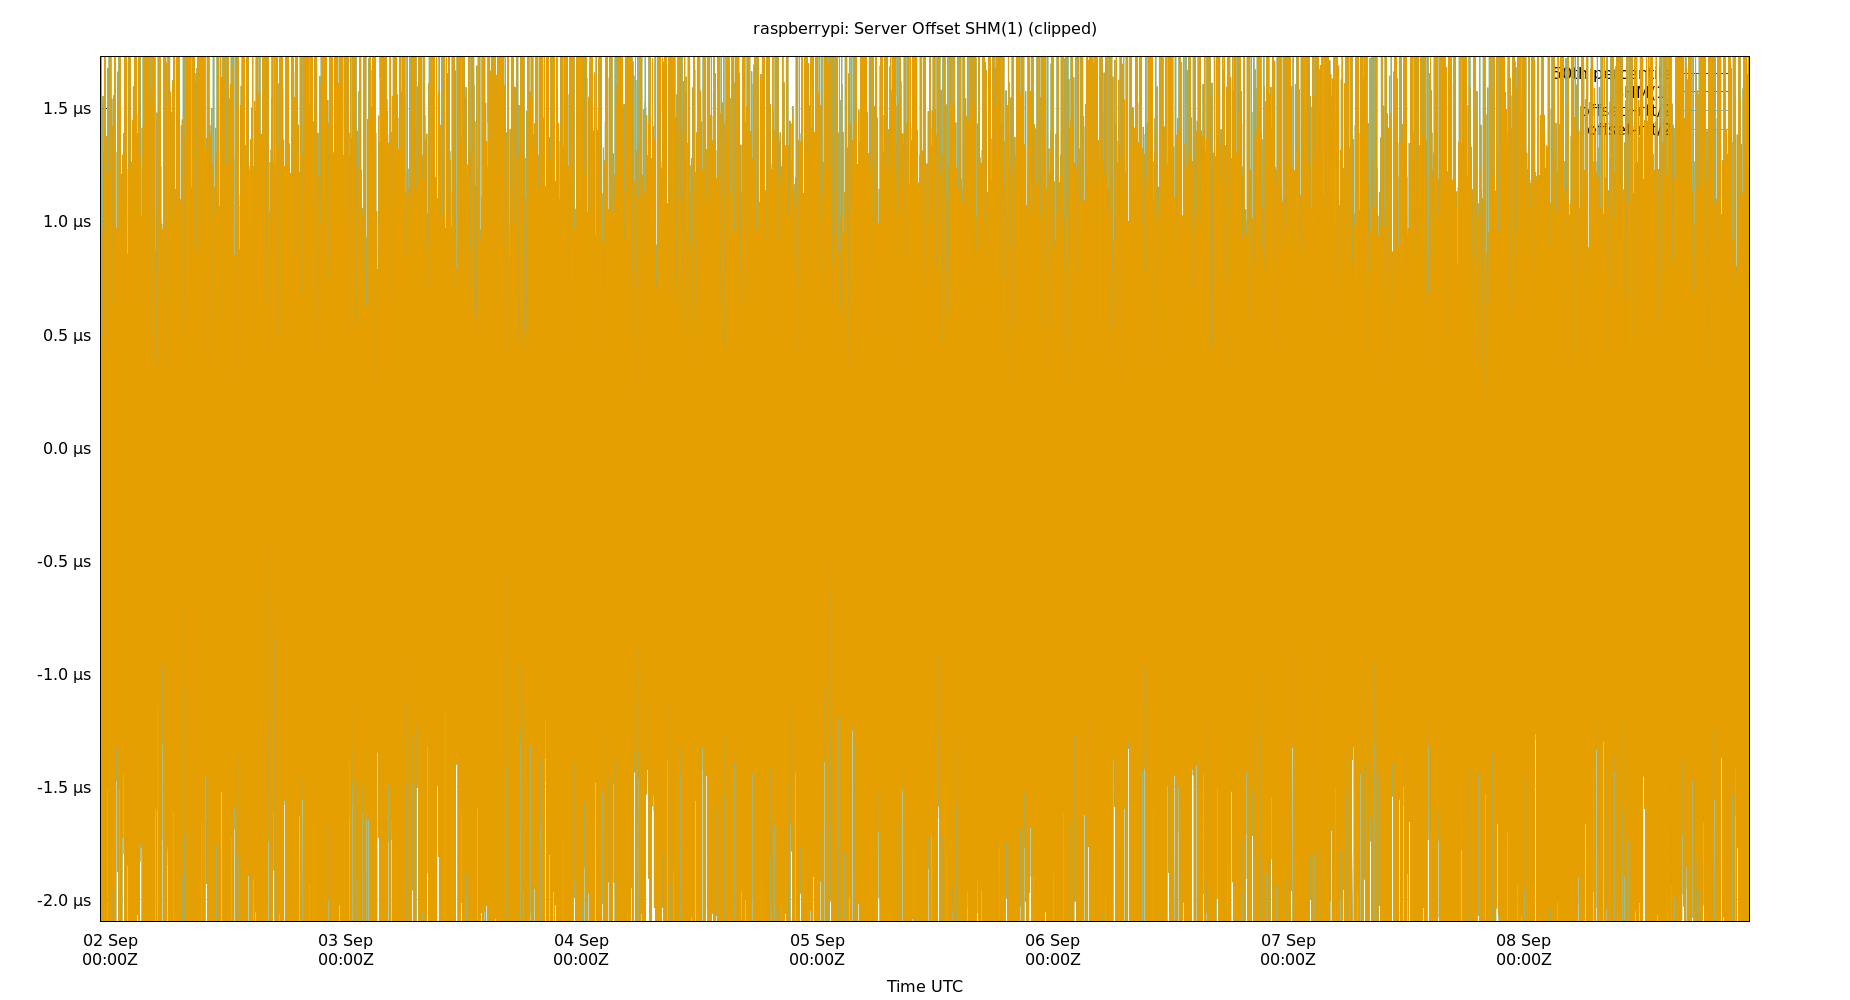 raspberrypi: Server Offset SHM(1) (clipped)
1.5 µs
1.0 µs
0.5 µs
0.0 µs
-0.5 µs
-1.0 µs
-1.5 µs
-2.0 µs
02 Sep 03 Sep 04 Sep 05 Sep 06 Sep 07 Sep 08 Sep
00:00Z 00:00Z 00:00Z 00:00Z 00:00Z 00:00Z 00:00Z
Time UTC